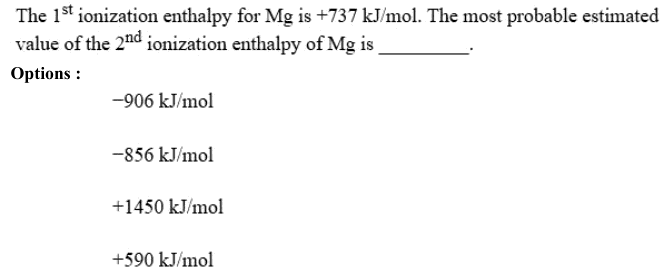 The 1st ionization enthalpy for Mg is +737 kJ/mol. The most probable estimated
value of the 2nd ionization enthalpy of Mg is __________.
Options :
−906 kJ/mol
−856 kJ/mol
+1450 kJ/mol
+590 kJ/mol